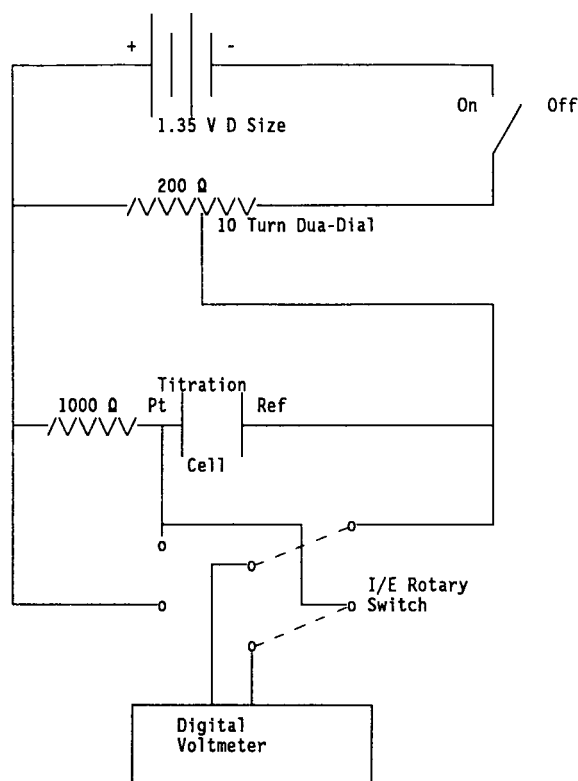 + -
On Off
1.35 V D Size
200 Ω
10 Turn Dua-Dial
Titration
1000 Ω Pt Ref
Cell
I/E Rotary
Switch
Digital
Voltmeter